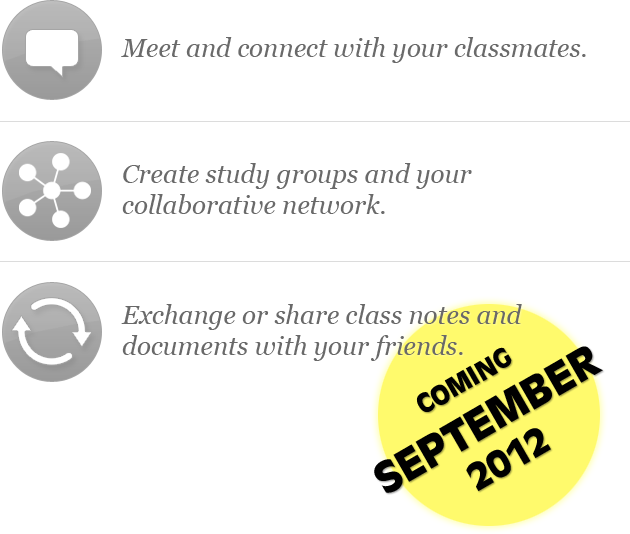 Meet and connect with your classmates.
Create study groups and your
collaborative network.
Exchange or share class notes and
documents with your friends.
COMING
SEPTEMBER
2012